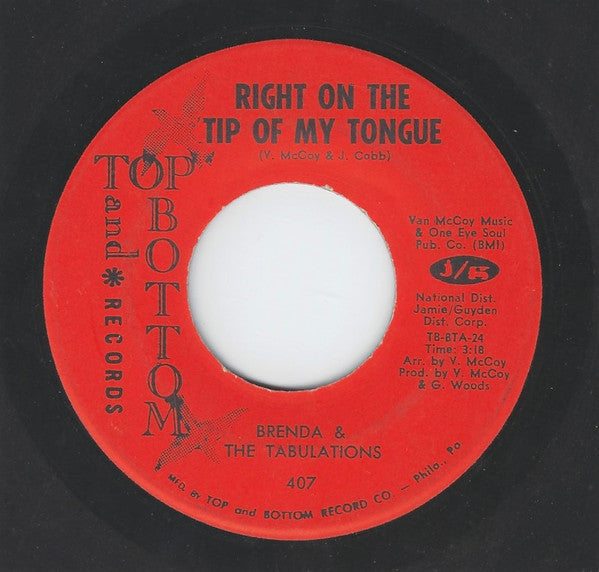 RIGHT ON THE
TIP OF MY TONGUE
(V. McCoy & J. Cobb)
TOP
and
BOTTOM
* RECORDS
Van McCoy Music
& One Eye Soul
Pub. Co. (BMI)
J/G
National Dist.
Jamie/Guyden
Dist. Corp.
TB-BTA-24
Time: 3:18
Arr. by V. McCoy
Prod. by V. McCoy
& G. Woods
BRENDA &
THE TABULATIONS
407
MFD. BY TOP and BOTTOM RECORD CO. — Phila., Pa